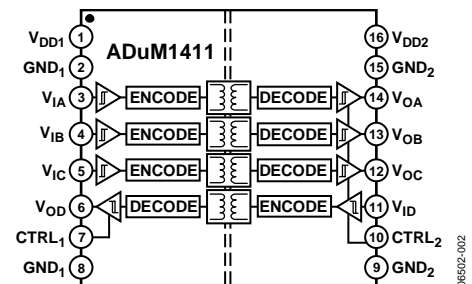 ADuM1411
VDD1 1
GND1 2
VIA 3
VIB 4
VIC 5
VOD 6
CTRL1 7
GND1 8
16 VDD2
15 GND2
14 VOA
13 VOB
12 VOC
11 VID
10 CTRL2
9 GND2
ENCODE DECODE
ENCODE DECODE
ENCODE DECODE
DECODE ENCODE
06502-002